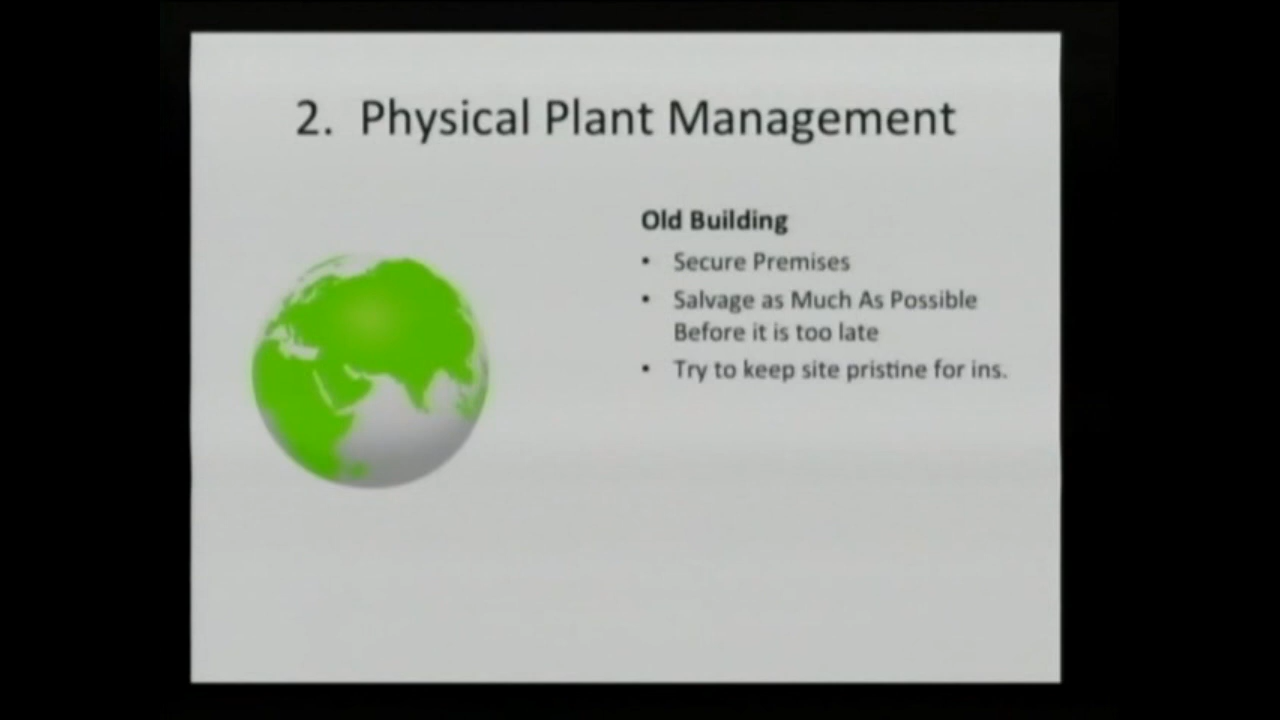 2. Physical Plant Management
Old Building
• Secure Premises
• Salvage as Much As Possible
Before it is too late
• Try to keep site pristine for ins.